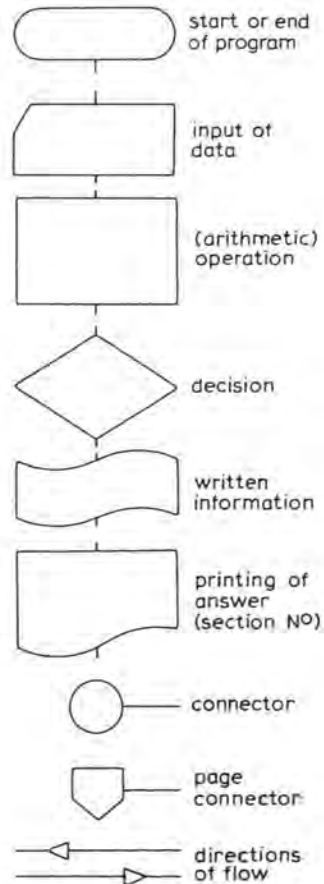 start or end
of program
input of
data
(arithmetic)
operation
decision
written
information
printing of
answer
(section Nº)
connector
page
connector
directions
of flow